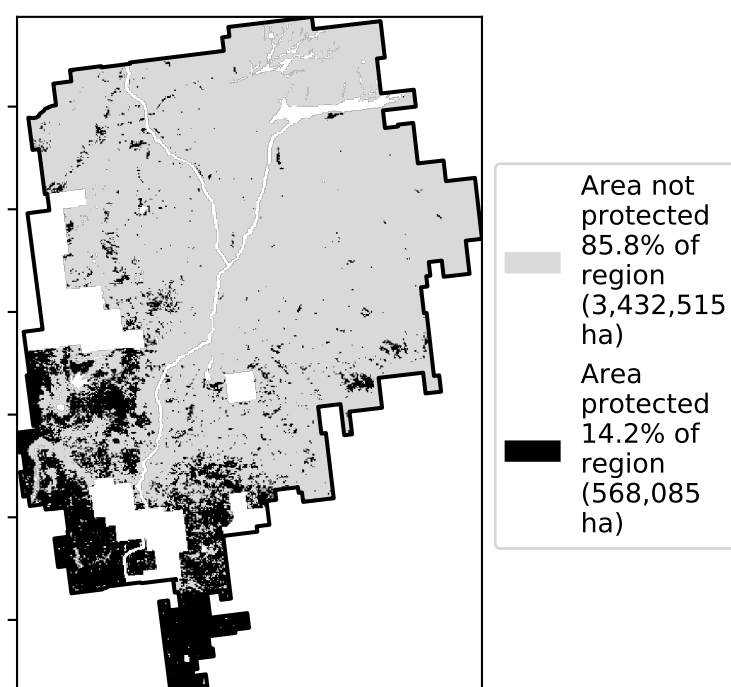 Area not
protected
85.8% of
region
(3,432,515
ha)
Area
protected
14.2% of
region
(568,085
ha)